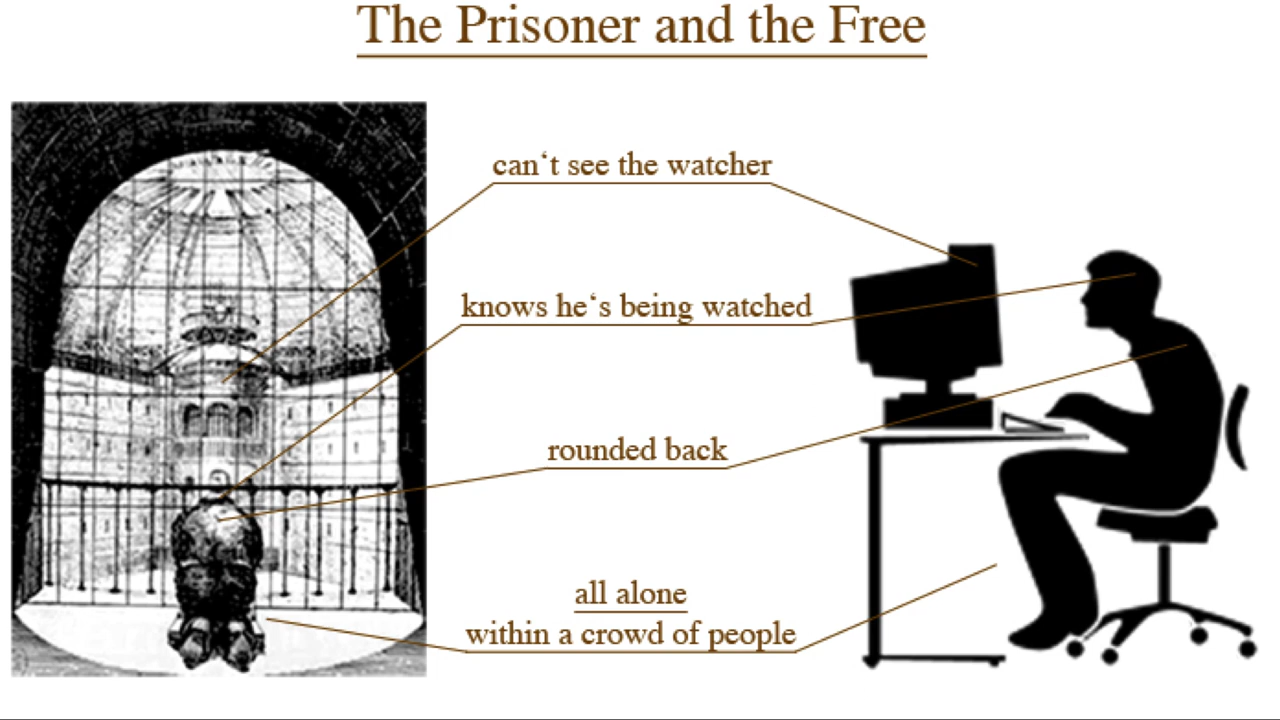 The Prisoner and the Free
can‘t see the watcher
knows he‘s being watched
rounded back
all alone
within a crowd of people